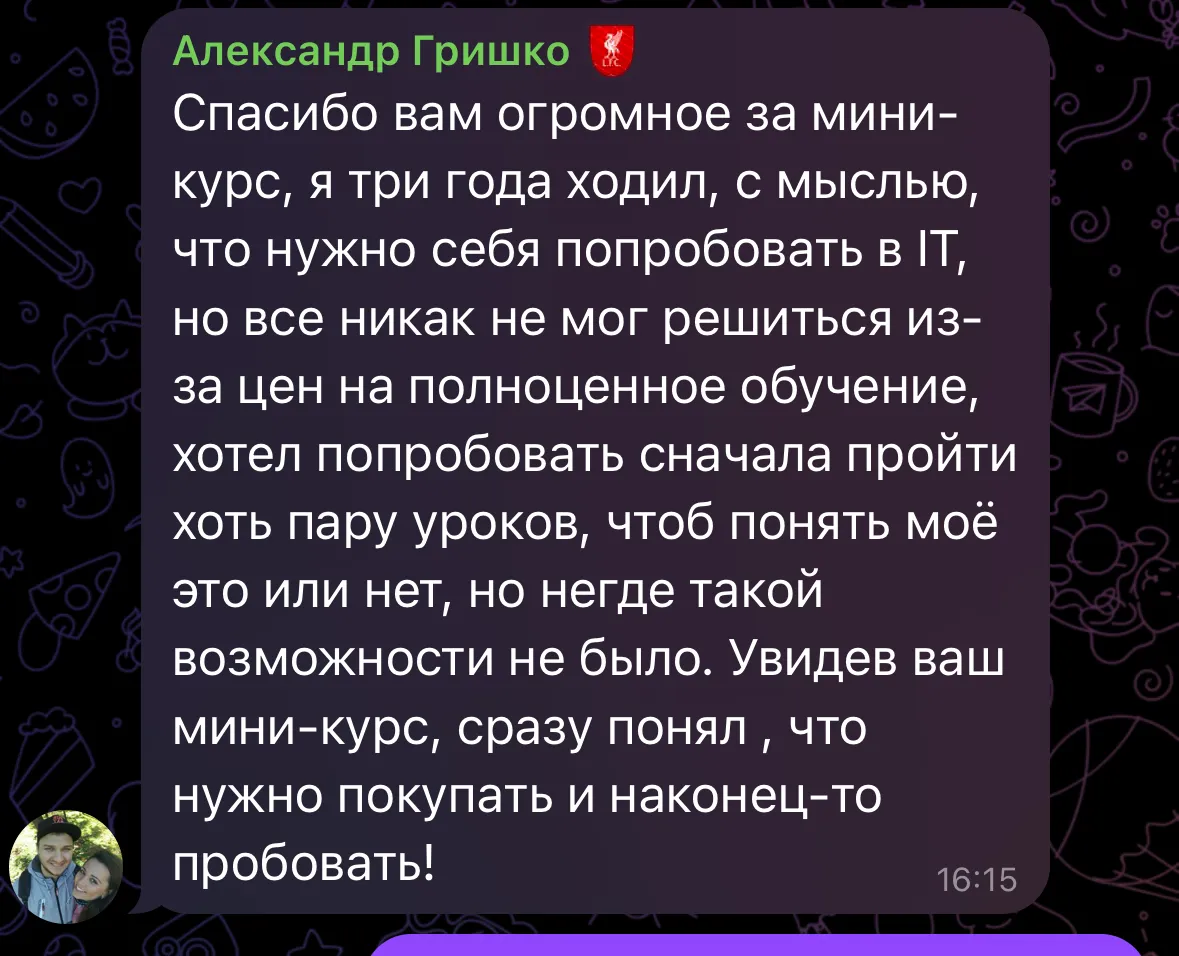 Александр Гришко
L.F.C.
Спасибо вам огромное за мини-
курс, я три года ходил, с мыслью,
что нужно себя попробовать в IT,
но все никак не мог решиться из-
за цен на полноценное обучение,
хотел попробовать сначала пройти
хоть пару уроков, чтоб понять моё
это или нет, но негде такой
возможности не было. Увидев ваш
мини-курс, сразу понял , что
нужно покупать и наконец-то
пробовать!
16:15